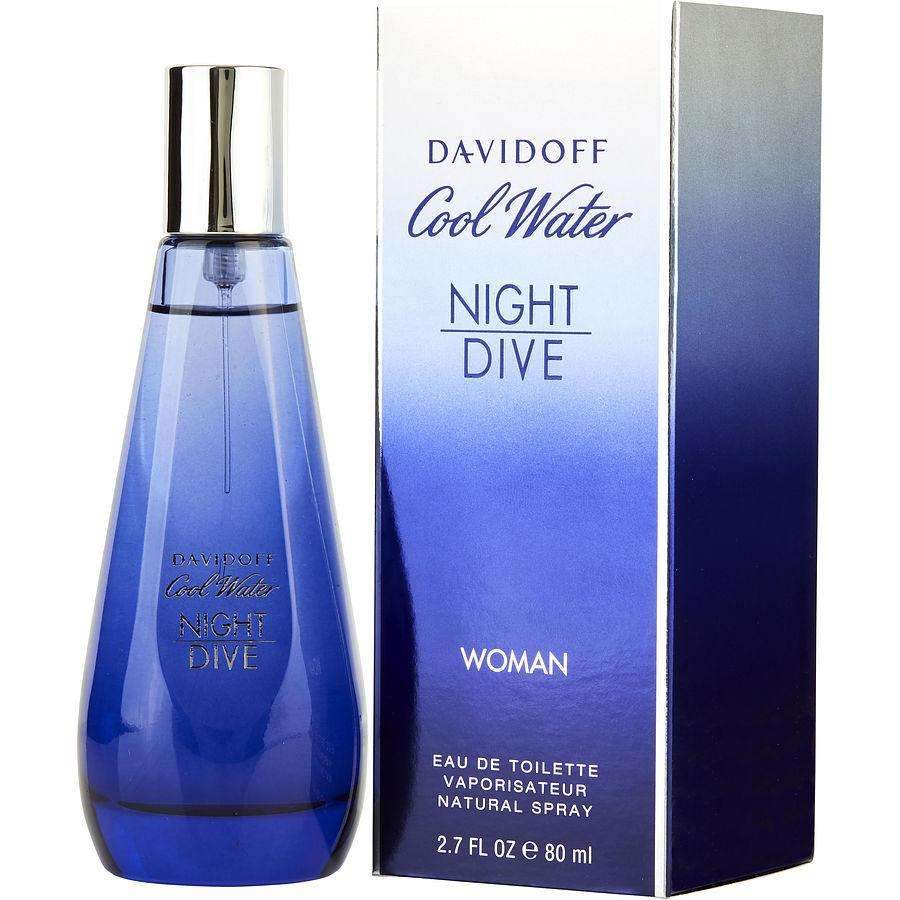 DAVIDOFF
Cool Water
NIGHT
DIVE
DAVIDOFF
Cool Water
NIGHT
DIVE
WOMAN
EAU DE TOILETTE
VAPORISATEUR
NATURAL SPRAY
2.7 FL OZ e 80 ml